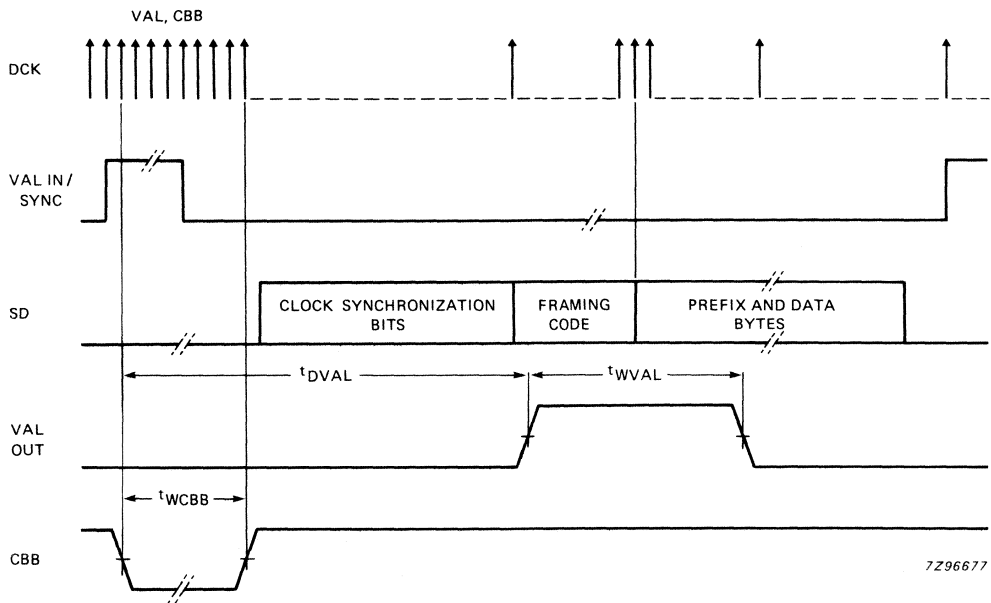 VAL, CBB
DCK
VAL IN/
SYNC
SD
CLOCK SYNCHRONIZATION
BITS
FRAMING
CODE
PREFIX AND DATA
BYTES
tDVAL
tWVAL
VAL
OUT
tWCBB
CBB
7Z96677